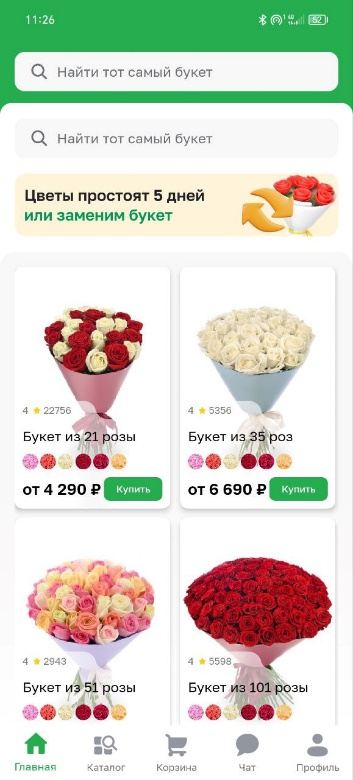 11:26
4G
62
Найти тот самый букет
Найти тот самый букет
Цветы простоят 5 дней
или заменим букет
4 22756
4 5356
Букет из 21 розы
Букет из 35 роз
от 4 290 ₽ Купить
от 6 690 ₽ Купить
4 2943
4 5598
Букет из 51 розы
Букет из 101 розы
Главная
Каталог
Корзина
Чат
Профиль